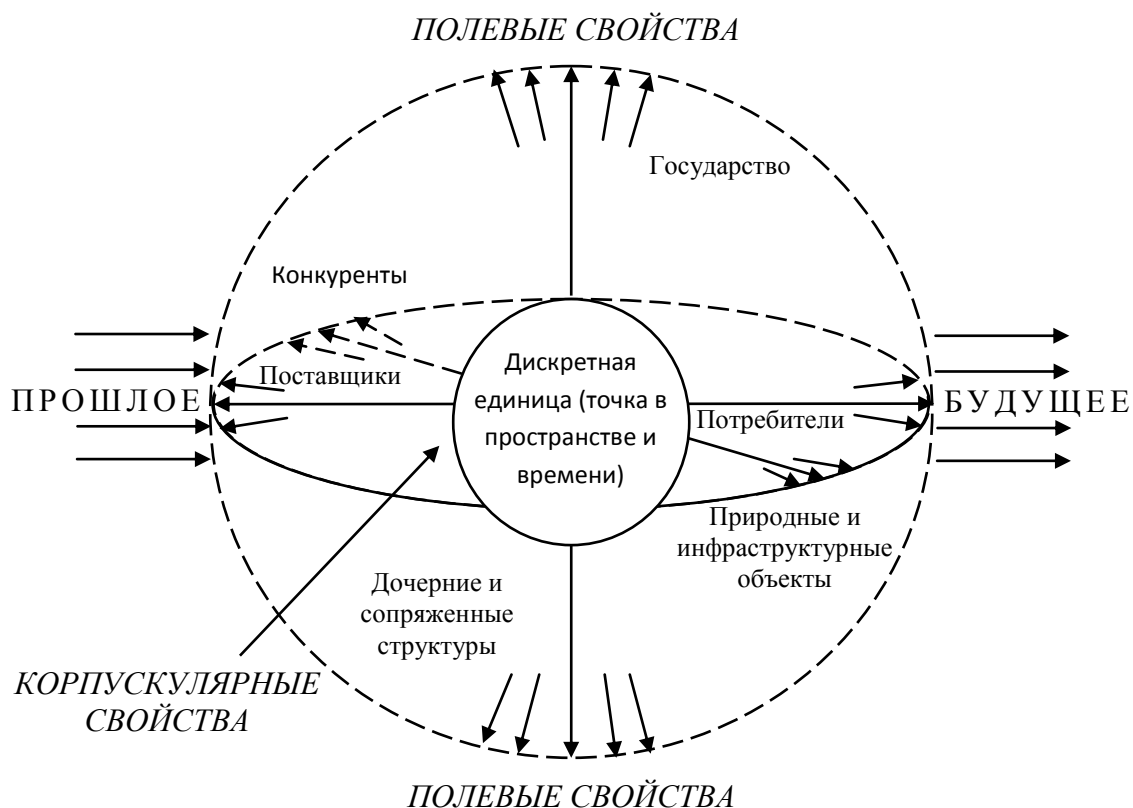 ПОЛЕВЫЕ СВОЙСТВА
Государство
Конкуренты
Дискретная
единица (точка в
пространстве и
времени)
Поставщики
ПРОШЛОЕ
БУДУЩЕЕ
Потребители
Природные и
инфраструктурные
объекты
Дочерние и
сопряженные
структуры
КОРПУСКУЛЯРНЫЕ
СВОЙСТВА
ПОЛЕВЫЕ СВОЙСТВА